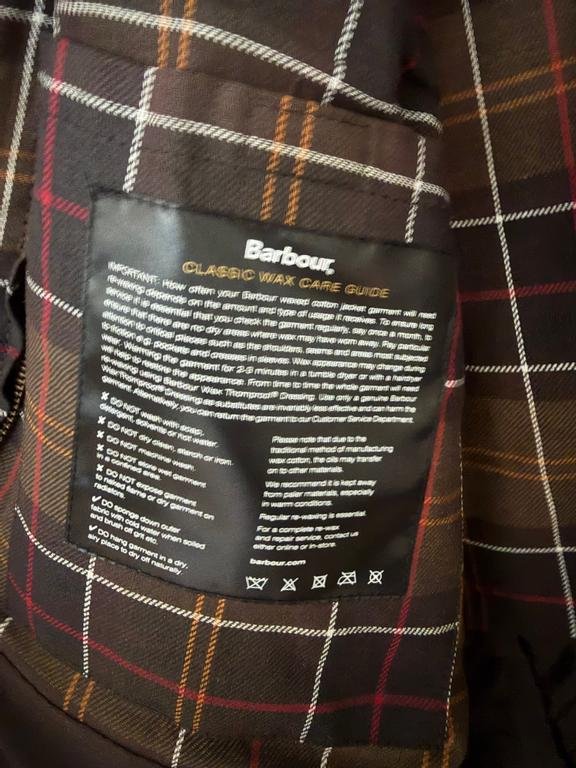 Barbour
CLASSIC WAX CARE GUIDE
IMPORTANT: How often your Barbour waxed cotton jacket garment will need
rewaxing depends on the amount and type of usage it receives. To ensure long
service it is essential that you check the garment regularly, say once a month, to
ensure that there are no dry areas where wax may have worn away. Pay particular
attention to critical places such as the shoulders, seams and areas most subjected
to friction e.g. pockets and creases in sleeves. Wax appearance may change during
wear. Warming the garment for 2-3 minutes in a tumble dryer or with a hairdryer
will help to restore the appearance. From time to time the whole garment will need
rewaxing using Barbour Wax Thornproof Dressing. Use only a genuine Barbour
Wax Thornproof Dressing as substitutes are invariably less effective and can harm the
garment. Alternatively, you can return the garment to our Customer Service Department.
✘ DO NOT wash with soap,
detergent, solvents or hot water.
✘ DO NOT dry clean, starch or iron.
✘ DO NOT machine wash.
✘ DO NOT store wet garment
in a confined area.
✘ DO NOT expose garment
to naked flame or dry garment on
radiators.
✔ DO sponge down outer
fabric with cold water when soiled
and brush off grit etc.
✔ DO hang garment in a dry,
airy place to dry off naturally.
Please note that due to the
traditional method of manufacturing
wax cotton, the oils may transfer
on to other materials.
We recommend it is kept away
from paler materials, especially
in warm conditions.
Regular re-waxing is essential.
For a complete re-wax
and repair service, contact us
either online or in-store.
barbour.com